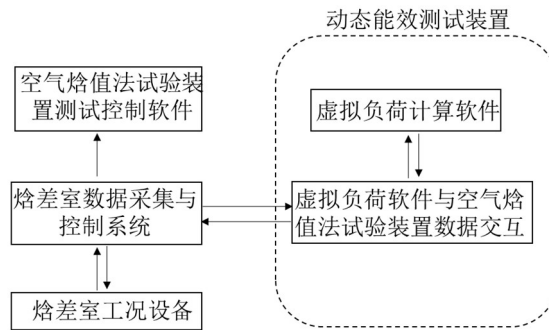 动态能效测试装置
空气焓值法试验装
置测试控制软件
虚拟负荷计算软件
焓差室数据采集与
控制系统
虚拟负荷软件与空气焓
值法试验装置数据交互
焓差室工况设备